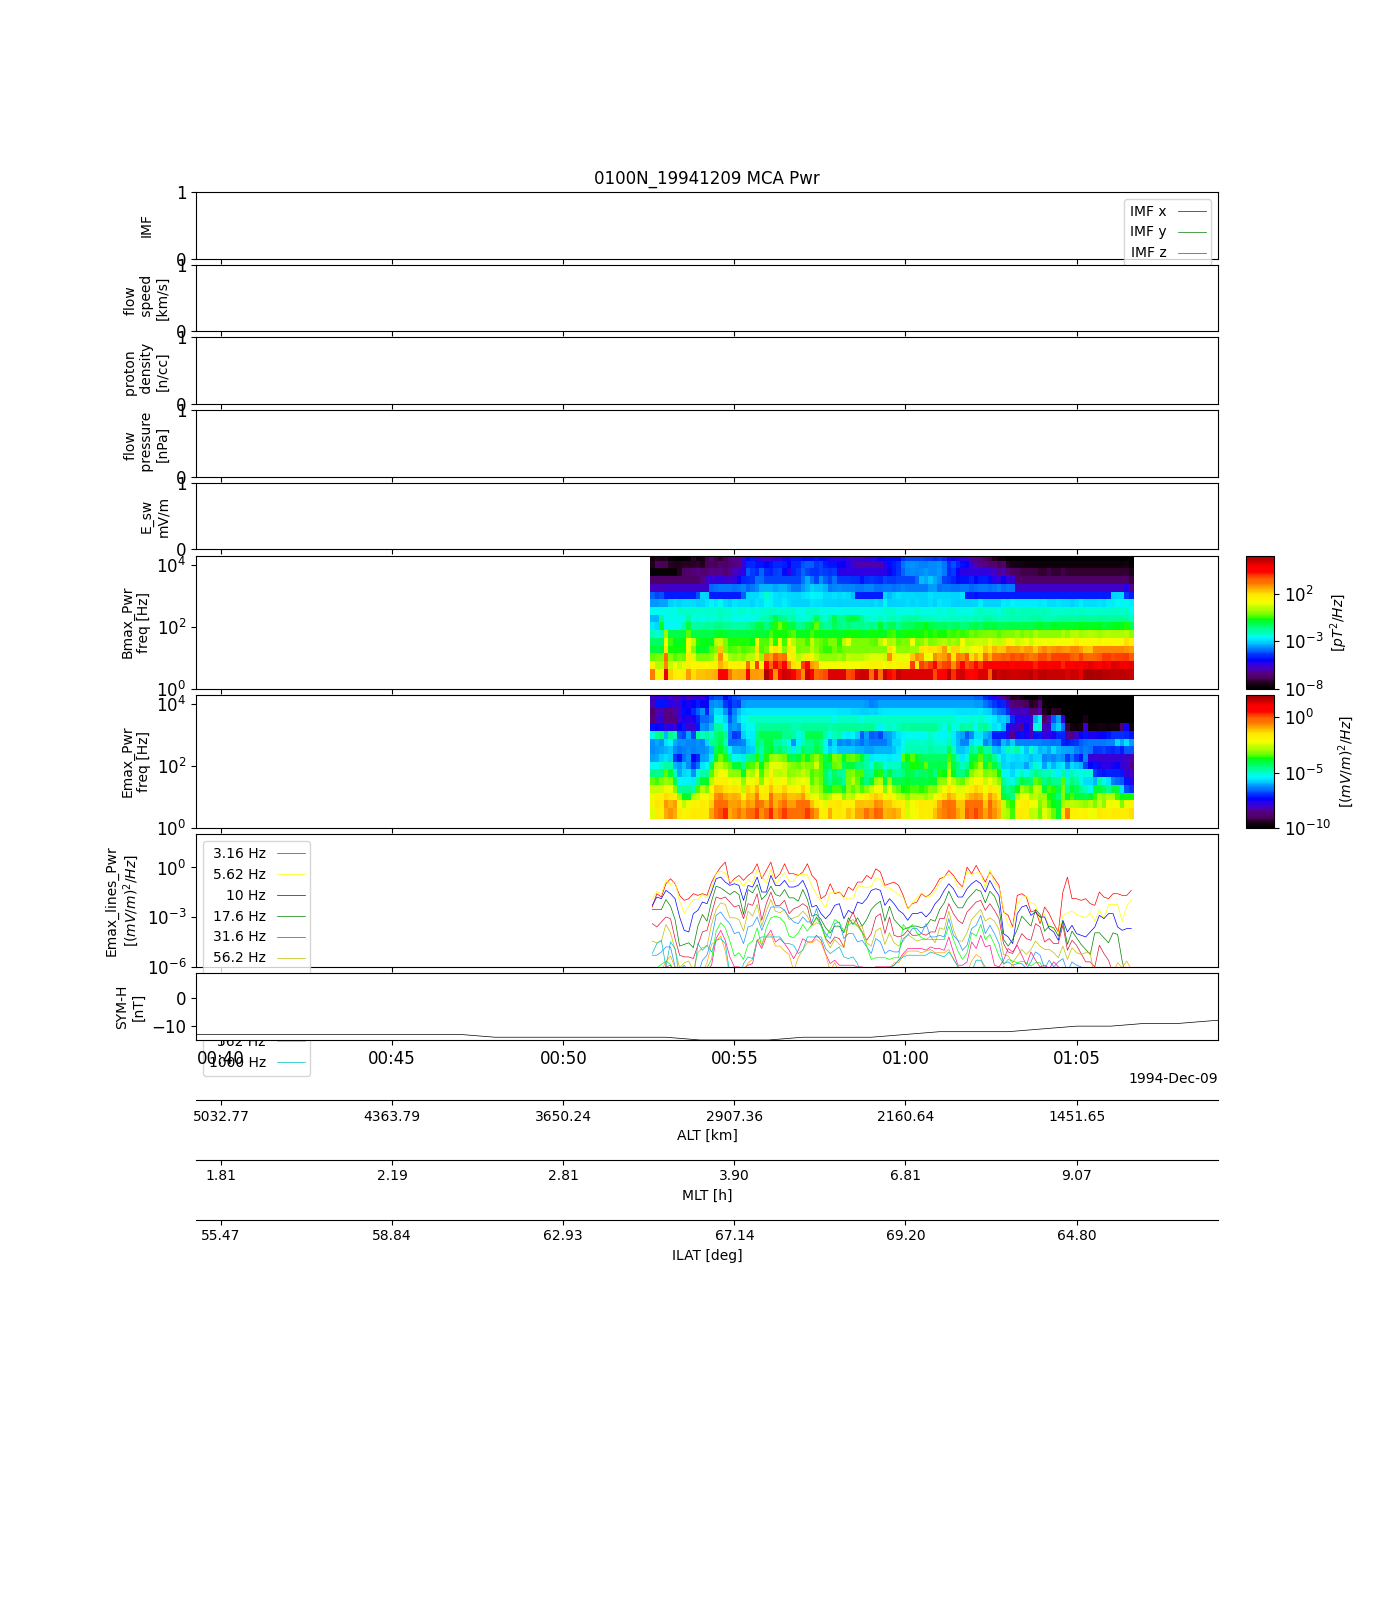 0100N_19941209 MCA Pwr
1
IMF
0
IMF x
IMF y
IMF z
1
flow
speed
[km/s]
0
1
proton
density
[n/cc]
0
1
flow
pressure
[nPa]
0
1
E_sw
mV/m
0
10^4
10^2
10^0
Bmax_Pwr
freq [Hz]
10^2
10^-3
10^-8
[pT^2/Hz]
10^4
10^2
10^0
Emax_Pwr
freq [Hz]
10^0
10^-5
10^-10
[(mV/m)^2/Hz]
10^0
10^-3
10^-6
Emax_lines_Pwr
[(mV/m)^2/Hz]
3.16 Hz
5.62 Hz
10 Hz
17.6 Hz
31.6 Hz
56.2 Hz
SYM-H
[nT]
0
−10
562 Hz
1000 Hz
00:40 00:45 00:50 00:55 01:00 01:05
1994-Dec-09
5032.77 4363.79 3650.24 2907.36 2160.64 1451.65
ALT [km]
1.81 2.19 2.81 3.90 6.81 9.07
MLT [h]
55.47 58.84 62.93 67.14 69.20 64.80
ILAT [deg]